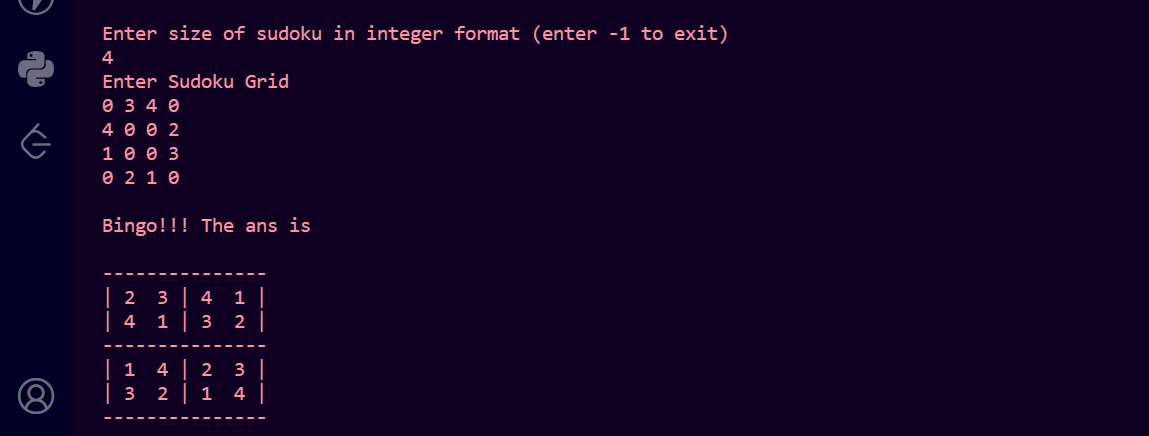 Enter size of sudoku in integer format (enter -1 to exit)
4
Enter Sudoku Grid
0 3 4 0
4 0 0 2
1 0 0 3
0 2 1 0
Bingo!!! The ans is
---------------
| 2  3 | 4  1 |
| 4  1 | 3  2 |
---------------
| 1  4 | 2  3 |
| 3  2 | 1  4 |
---------------